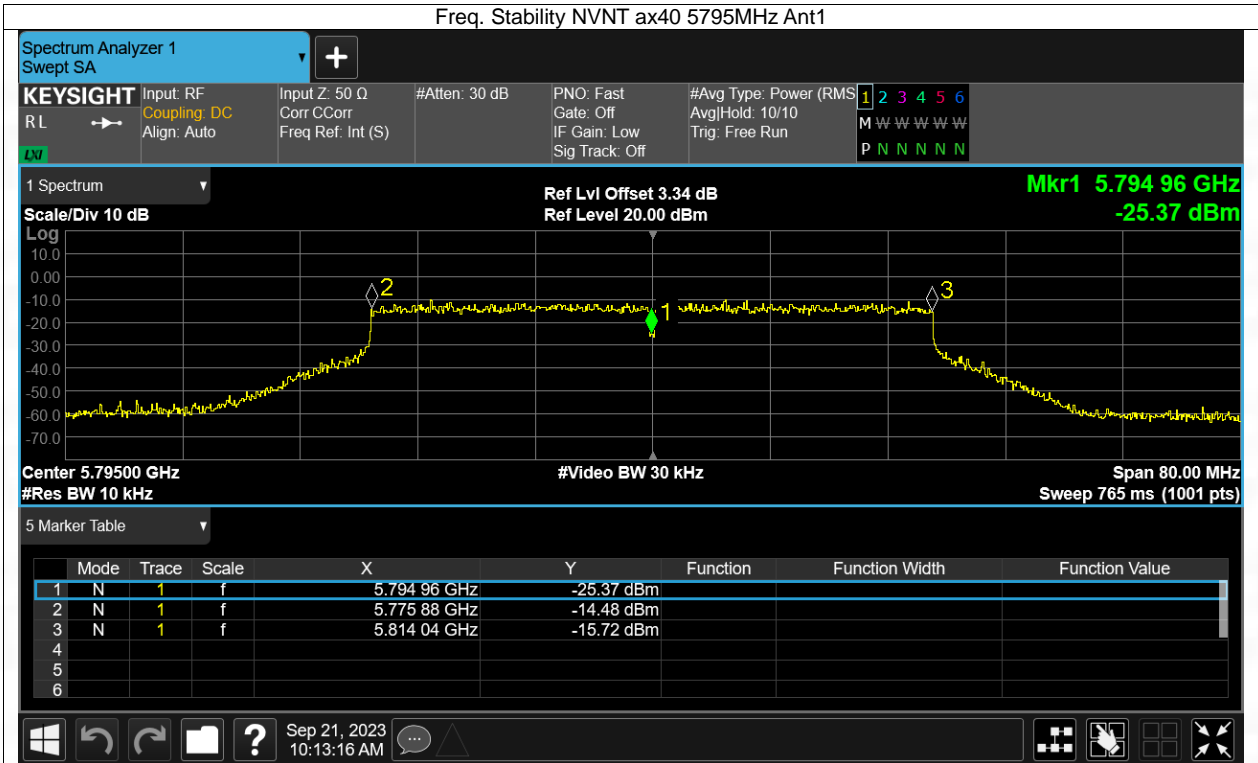 Freq. Stability NVNT ax40 5795MHz Ant1
Spectrum Analyzer 1
Swept SA
+
KEYSIGHT
R L
LXI
Input: RF
Coupling: DC
Align: Auto
Input Z: 50 Ω
Corr CCorr
Freq Ref: Int (S)
#Atten: 30 dB
PNO: Fast
Gate: Off
IF Gain: Low
Sig Track: Off
#Avg Type: Power (RMS
Avg|Hold: 10/10
Trig: Free Run
1 2 3 4 5 6
M W W W W W
P N N N N N
1 Spectrum
Scale/Div 10 dB
Ref Lvl Offset 3.34 dB
Ref Level 20.00 dBm
Mkr1 5.794 96 GHz
-25.37 dBm
Log
10.0
0.00
-10.0
-20.0
-30.0
-40.0
-50.0
-60.0
-70.0
2
1
3
Center 5.79500 GHz
#Video BW 30 kHz
Span 80.00 MHz
#Res BW 10 kHz
Sweep 765 ms (1001 pts)
5 Marker Table
Mode Trace Scale X Y Function Function Width Function Value
1 N 1 f 5.794 96 GHz -25.37 dBm
2 N 1 f 5.775 88 GHz -14.48 dBm
3 N 1 f 5.814 04 GHz -15.72 dBm
4
5
6
?
Sep 21, 2023
10:13:16 AM